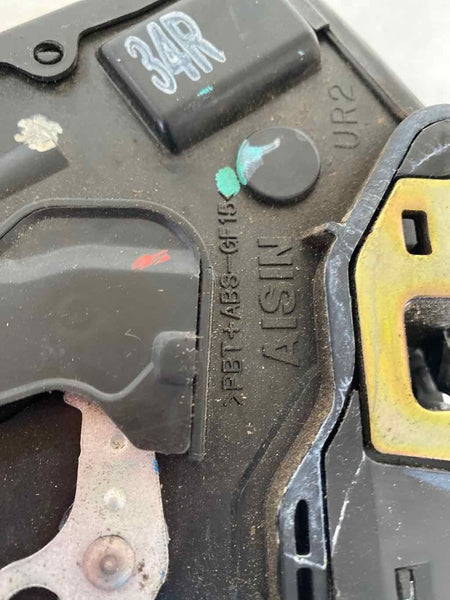 34R
UR2
AISIN
>PBT+ABS-GF15<